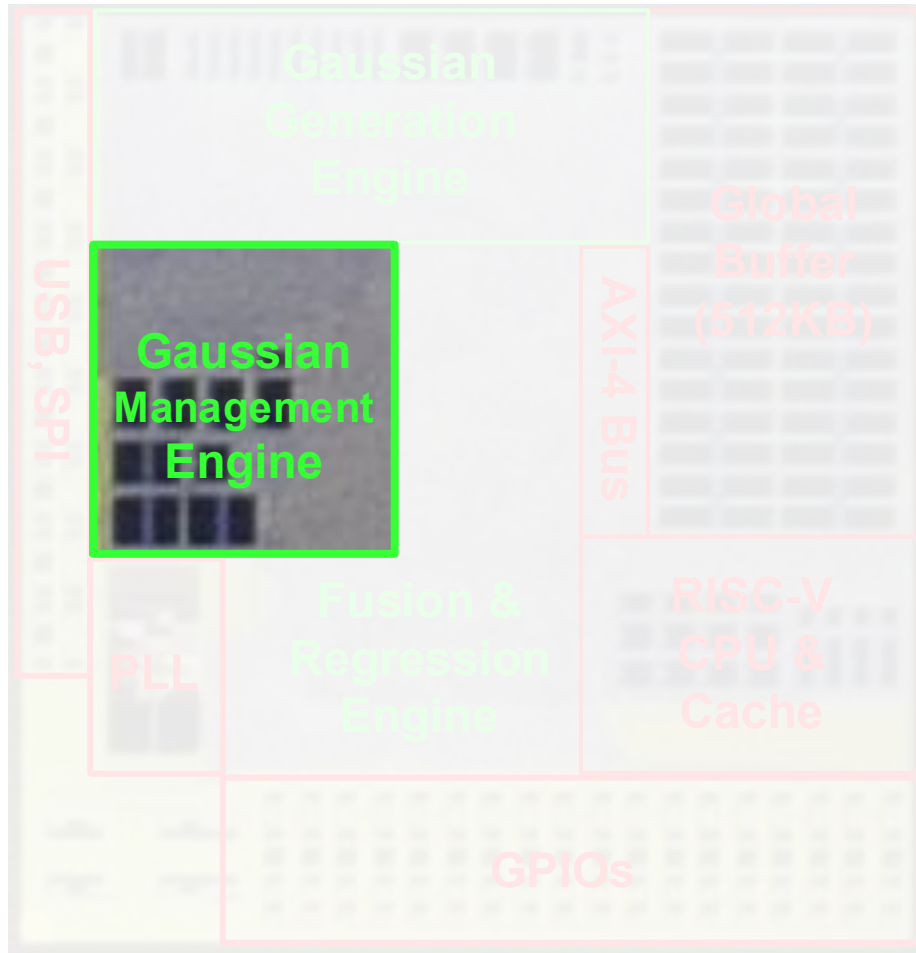 Gaussian
Generation
Engine
Global
Buffer
(512KB)
USB, SPI
Gaussian
Management
Engine
AXI-4 Bus
Fusion &
Regression
Engine
RISC-V
CPU &
Cache
PLL
GPIOs